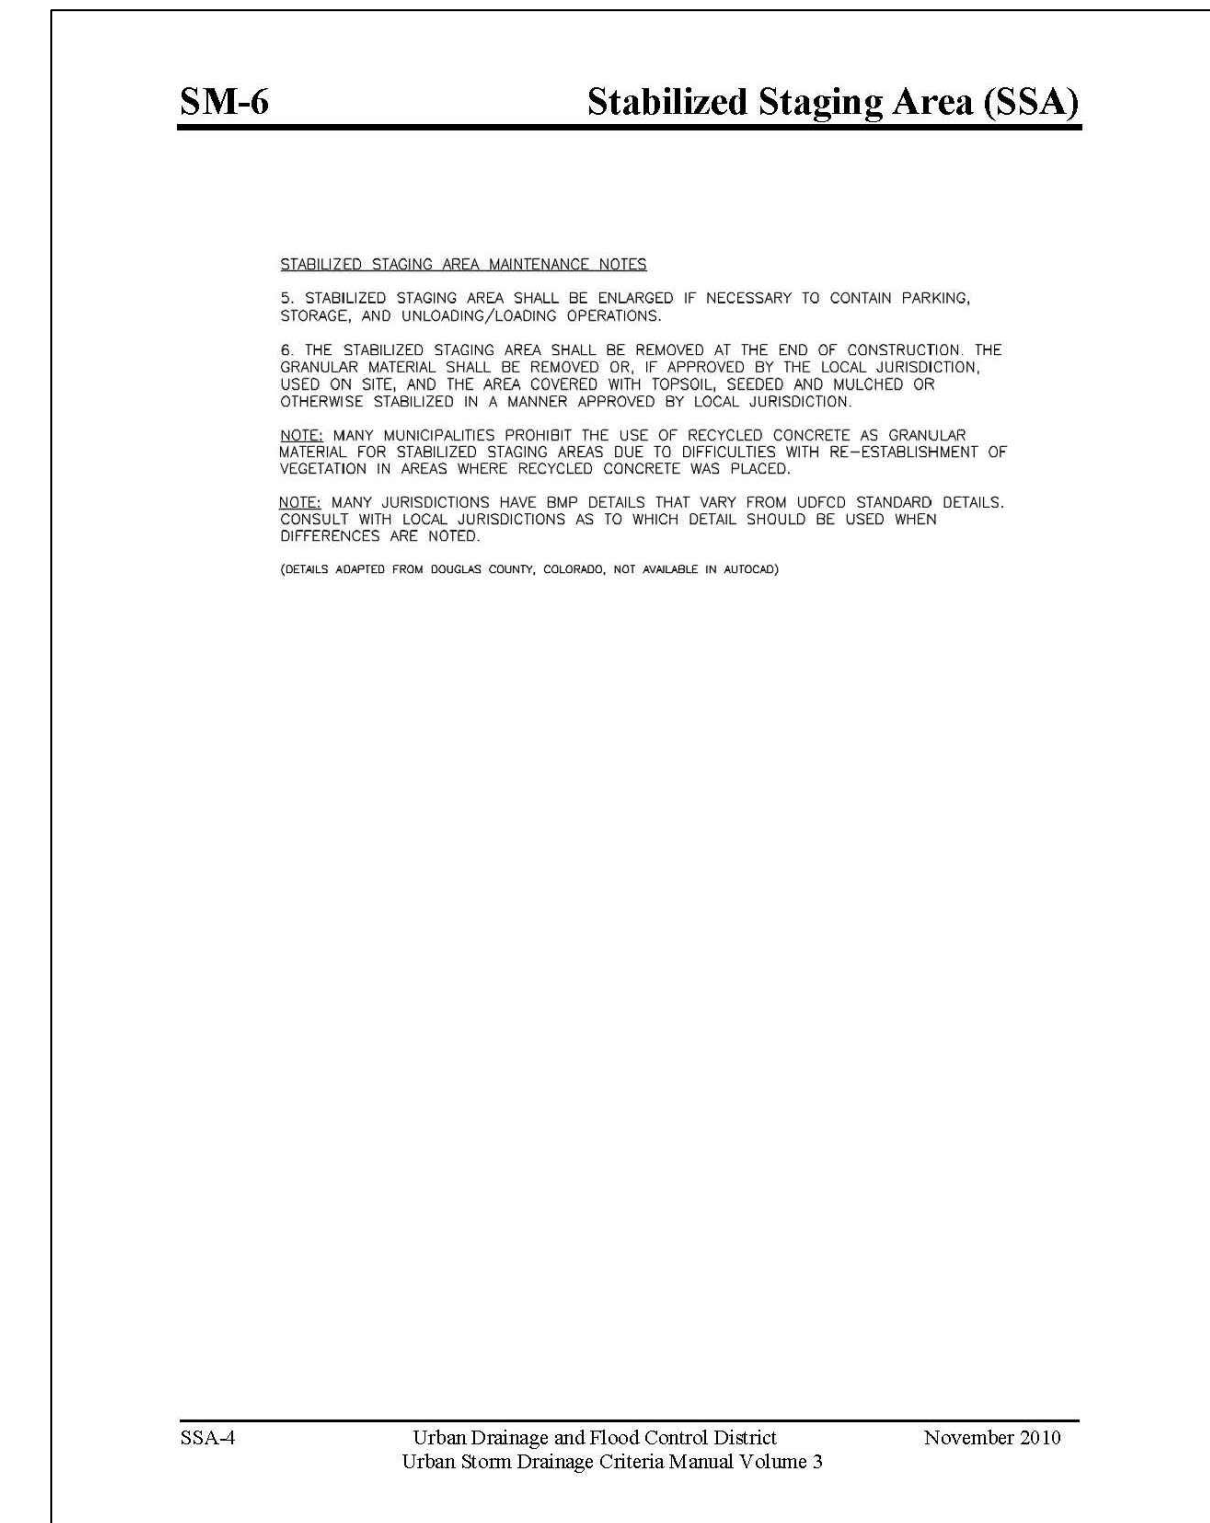 SM-6 Stabilized Staging Area (SSA)
STABILIZED STAGING AREA MAINTENANCE NOTES
5. STABILIZED STAGING AREA SHALL BE ENLARGED IF NECESSARY TO CONTAIN PARKING,
STORAGE, AND UNLOADING/LOADING OPERATIONS.
6. THE STABILIZED STAGING AREA SHALL BE REMOVED AT THE END OF CONSTRUCTION. THE
GRANULAR MATERIAL SHALL BE REMOVED OR, IF APPROVED BY THE LOCAL JURISDICTION,
USED ON SITE, AND THE AREA COVERED WITH TOPSOIL, SEEDED AND MULCHED OR
OTHERWISE STABILIZED IN A MANNER APPROVED BY LOCAL JURISDICTION.
NOTE: MANY MUNICIPALITIES PROHIBIT THE USE OF RECYCLED CONCRETE AS GRANULAR
MATERIAL FOR STABILIZED STAGING AREAS DUE TO DIFFICULTIES WITH RE-ESTABLISHMENT OF
VEGETATION IN AREAS WHERE RECYCLED CONCRETE WAS PLACED.
NOTE: MANY JURISDICTIONS HAVE BMP DETAILS THAT VARY FROM UDFCD STANDARD DETAILS.
CONSULT WITH LOCAL JURISDICTIONS AS TO WHICH DETAIL SHOULD BE USED WHEN
DIFFERENCES ARE NOTED.
(DETAILS ADAPTED FROM DOUGLAS COUNTY, COLORADO, NOT AVAILABLE IN AUTOCAD)
SSA-4 Urban Drainage and Flood Control District November 2010
Urban Storm Drainage Criteria Manual Volume 3